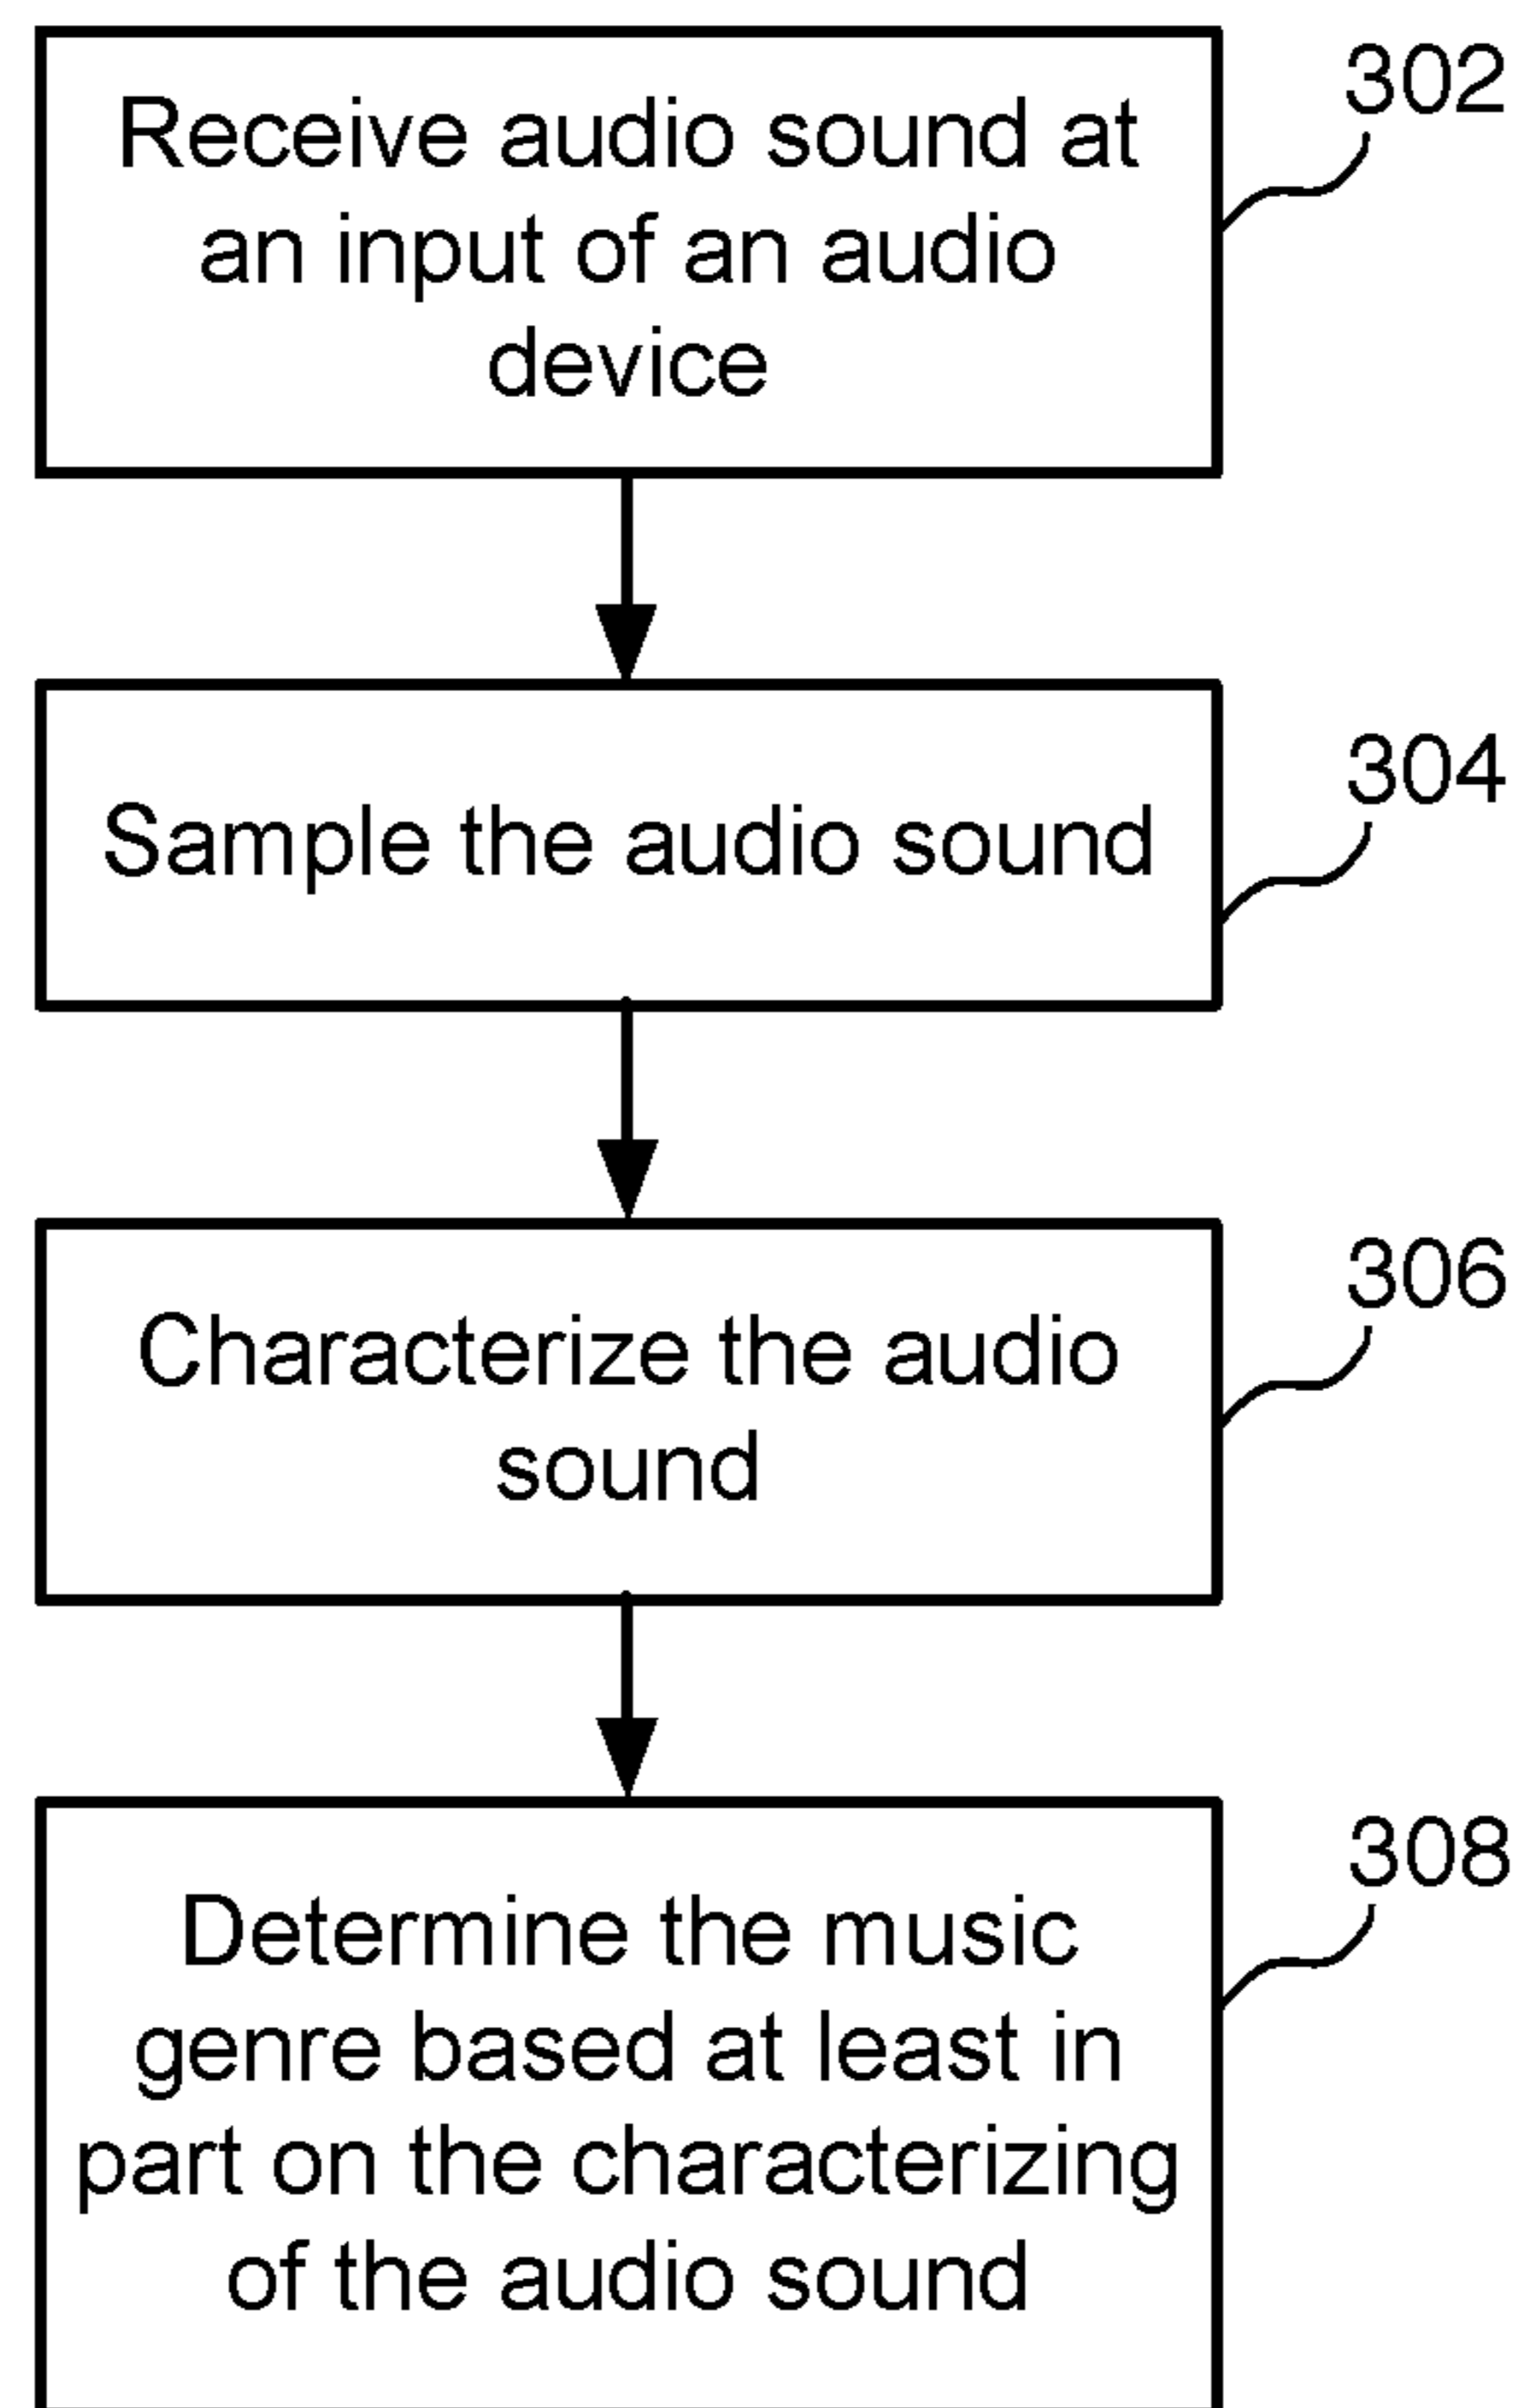 Receive audio sound at
an input of an audio
device
302
Sample the audio sound
304
Characterize the audio
sound
306
Determine the music
genre based at least in
part on the characterizing
of the audio sound
308